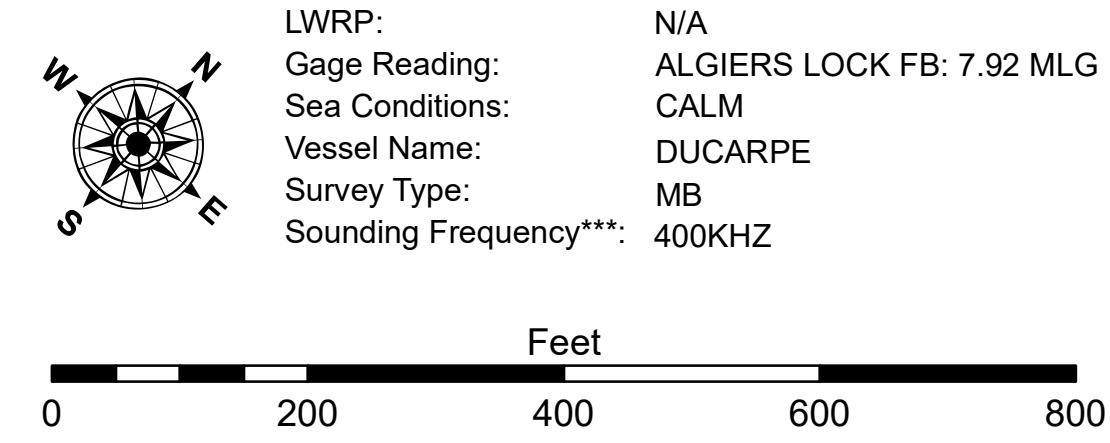 W N
S E
LWRP: N/A
Gage Reading: ALGIERS LOCK FB: 7.92 MLG
Sea Conditions: CALM
Vessel Name: DUCARPE
Survey Type: MB
Sounding Frequency***: 400KHZ
Feet
0 200 400 600 800